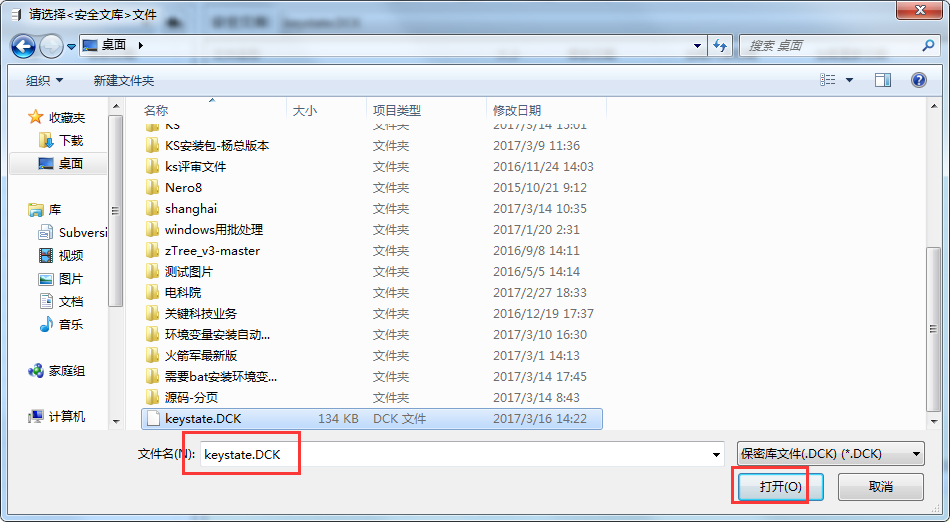 请选择<安全文库>文件
桌面
搜索 桌面
组织 新建文件夹
名称 大小 项目类型 修改日期
收藏夹
下载
桌面
库
Subversi
视频
图片
文档
音乐
家庭组
计算机
KS 文件夹 2017/3/14 15:01
KS安装包-杨总版本 文件夹 2017/3/9 11:36
ks评审文件 文件夹 2016/11/24 14:03
Nero8 文件夹 2015/10/21 9:12
shanghai 文件夹 2017/3/14 10:35
windows用批处理 文件夹 2017/1/20 2:31
zTree_v3-master 文件夹 2016/9/8 14:11
测试图片 文件夹 2016/5/5 14:14
电科院 文件夹 2017/2/27 18:33
关键科技业务 文件夹 2016/12/19 17:37
环境变量安装自动... 文件夹 2017/3/10 16:30
火箭军最新版 文件夹 2017/3/1 14:13
需要bat安装环境变... 文件夹 2017/3/14 17:45
源码-分页 文件夹 2017/3/14 8:43
keystate.DCK 134 KB DCK 文件 2017/3/16 14:22
文件名(N): keystate.DCK 保密库文件(.DCK) (*.DCK)
打开(O) 取消